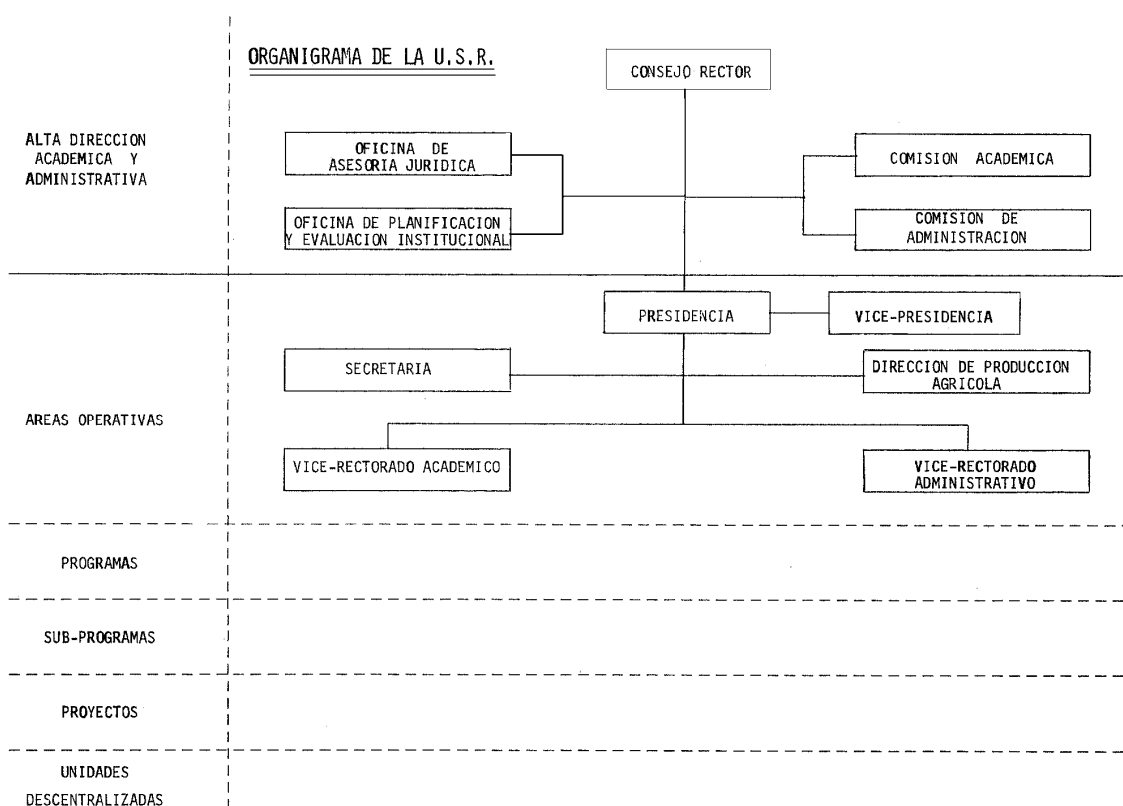 ORGANIGRAMA DE LA U.S.R.
CONSEJO RECTOR
ALTA DIRECCION
ACADEMICA Y
ADMINISTRATIVA
OFICINA DE
ASESORIA JURIDICA
COMISION ACADEMICA
OFICINA DE PLANIFICACION
Y EVALUACION INSTITUCIONAL
COMISION DE
ADMINISTRACION
PRESIDENCIA
VICE-PRESIDENCIA
SECRETARIA
DIRECCION DE PRODUCCION
AGRICOLA
AREAS OPERATIVAS
VICE-RECTORADO ACADEMICO
VICE-RECTORADO
ADMINISTRATIVO
PROGRAMAS
SUB-PROGRAMAS
PROYECTOS
UNIDADES
DESCENTRALIZADAS